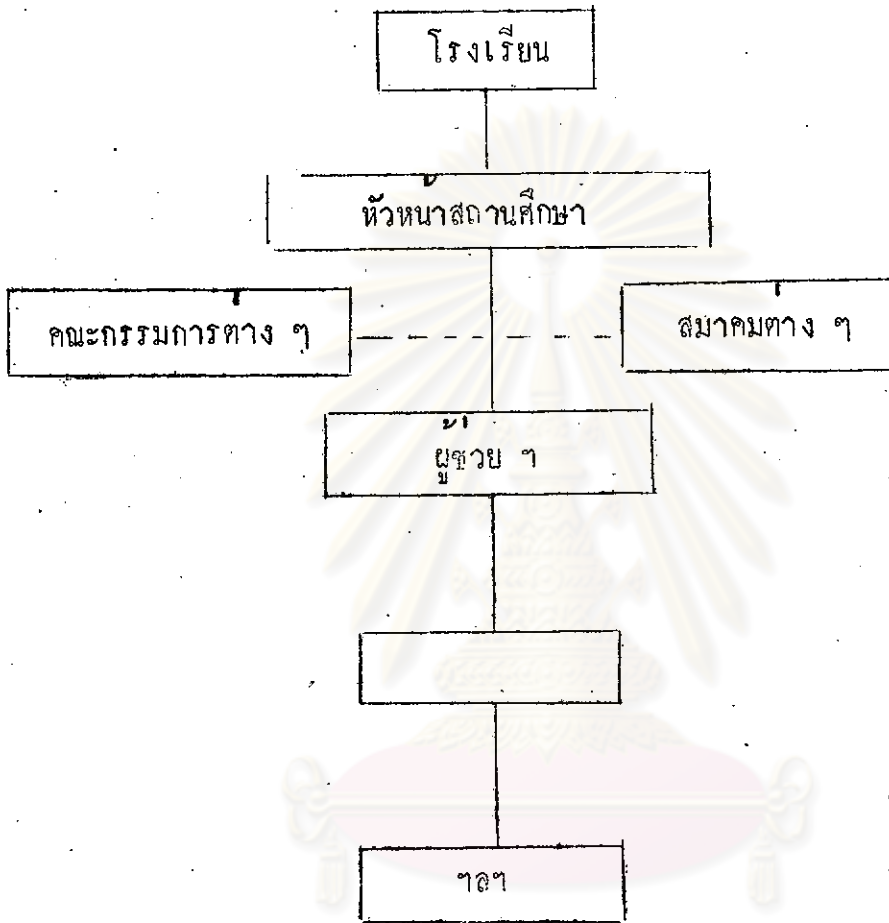 โรงเรียน
หัวหน้าสถานศึกษา
คณะกรรมการต่าง ๆ
สมาคมต่าง ๆ
ผู้ช่วย ๆ
ฯลฯ